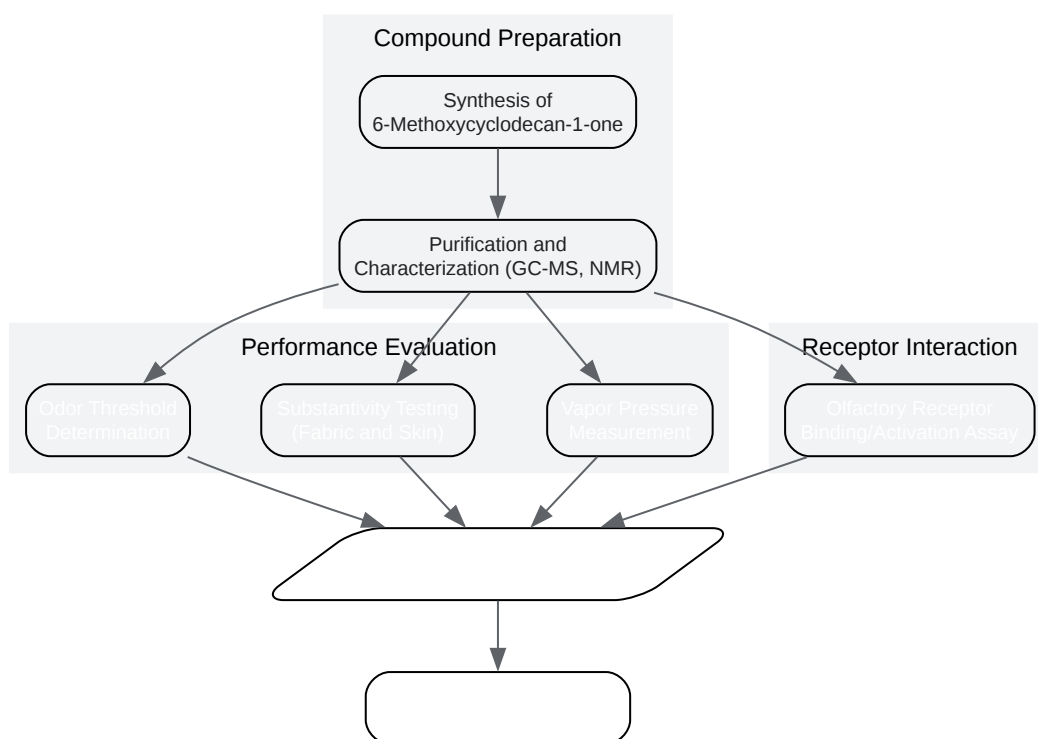 Compound Preparation
Synthesis of
6-Methoxycyclodecan-1-one
Purification and
Characterization (GC-MS, NMR)
Performance Evaluation
Receptor Interaction
Odor Threshold
Determination
Substantivity Testing
(Fabric and Skin)
Vapor Pressure
Measurement
Olfactory Receptor
Binding/Activation Assay